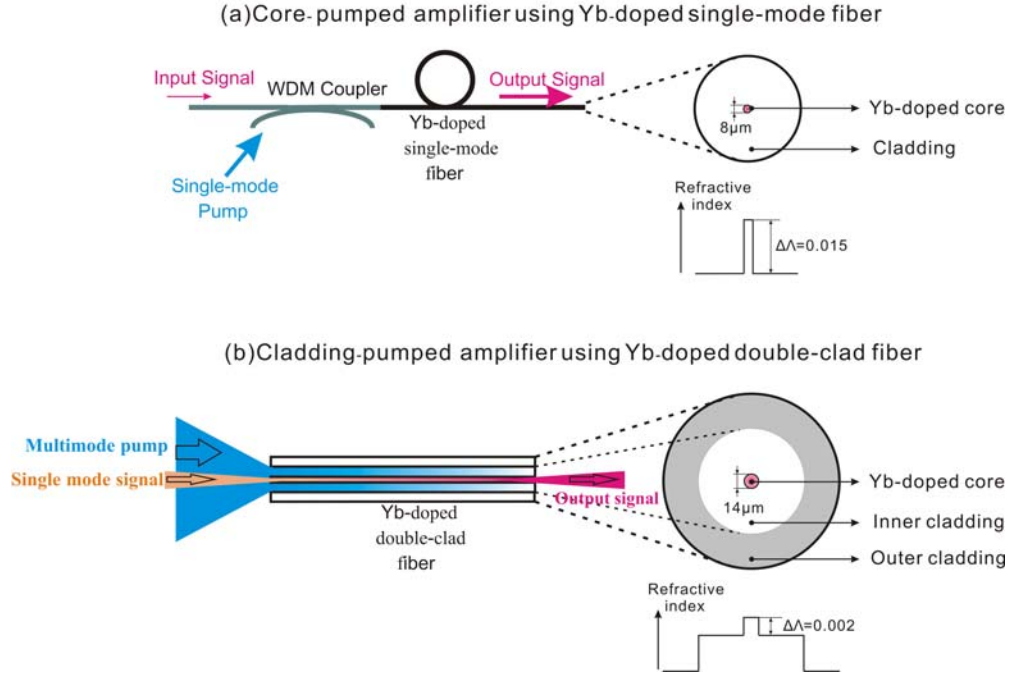 (a)Core-pumped amplifier using Yb-doped single-mode fiber
Input Signal
WDM Coupler
Output Signal
Yb-doped
single-mode
fiber
Single-mode
Pump
8μm
Yb-doped core
Cladding
Refractive
index
ΔΛ=0.015
(b)Cladding-pumped amplifier using Yb-doped double-clad fiber
Multimode pump
Single mode signal
Output signal
Yb-doped
double-clad
fiber
14μm
Yb-doped core
Inner cladding
Outer cladding
Refractive
index
ΔΛ=0.002